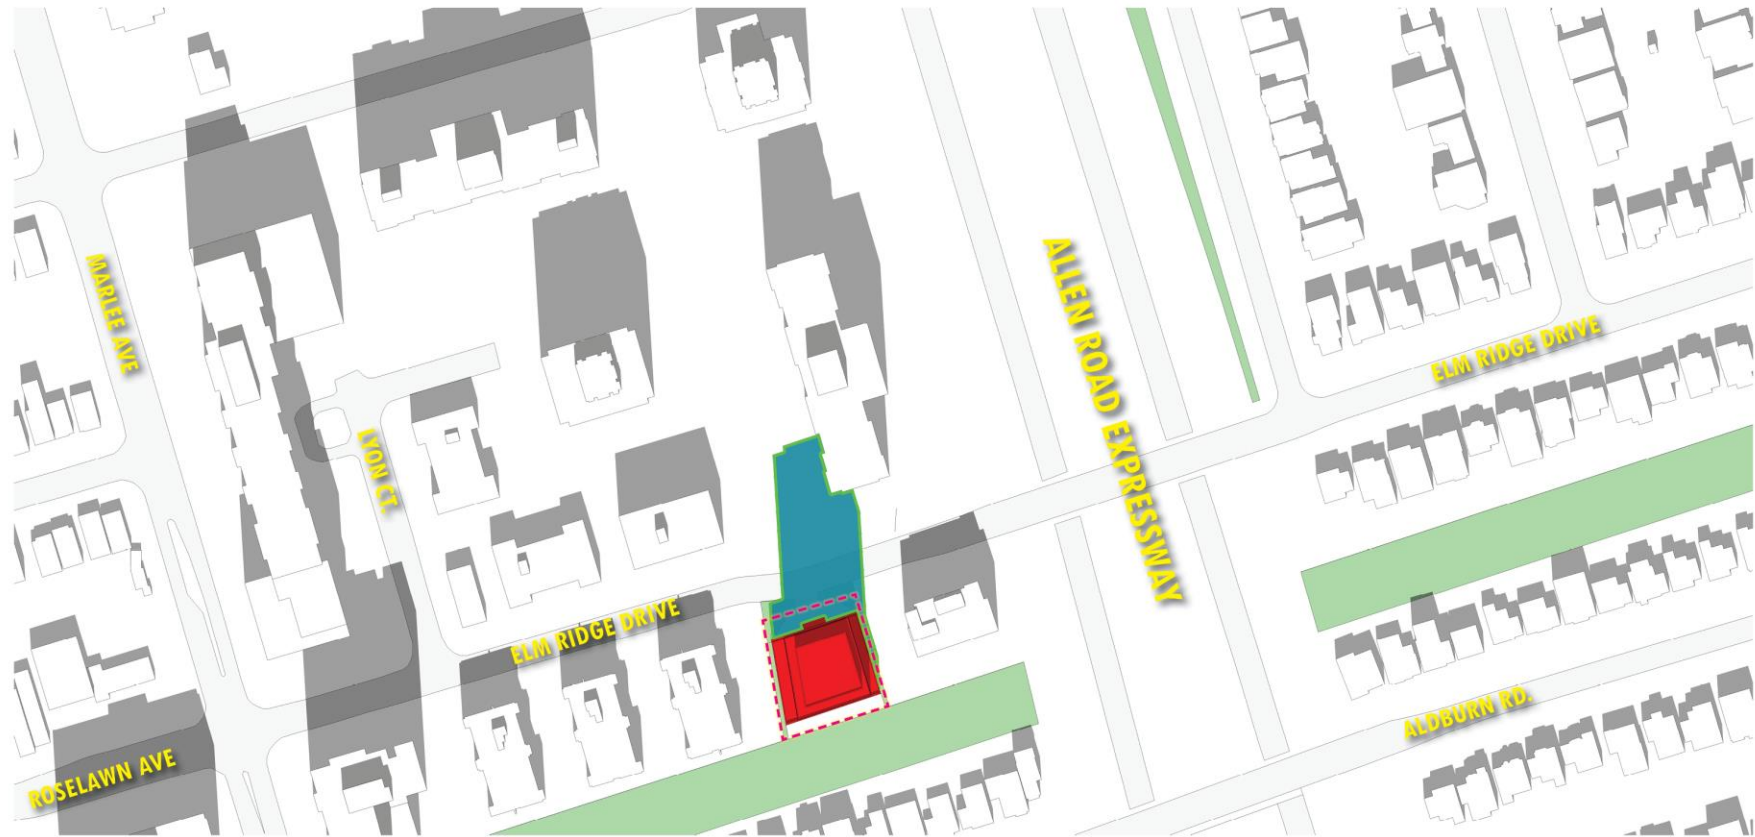 MARLEE AVE
ALLEN ROAD EXPRESSWAY
ELM RIDGE DRIVE
LYON CT.
ELM RIDGE DRIVE
ALDBURN RD.
ROSELAWN AVE